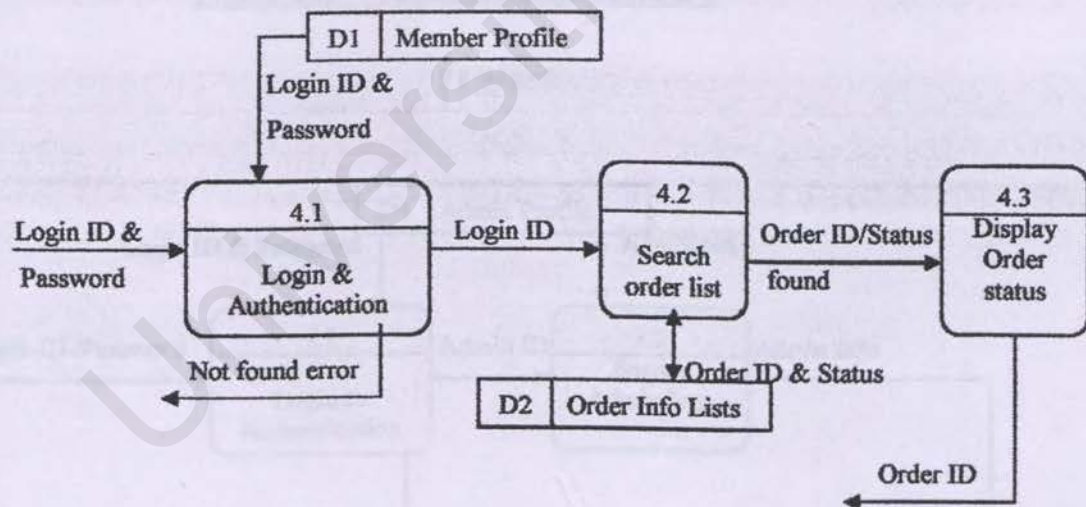 D1 Member Profile
Login ID &
Password
4.1
Login &
Authentication
Login ID &
Password
Login ID
4.2
Search
order list
Order ID/Status
found
4.3
Display
Order
status
Not found error
Order ID & Status
D2 Order Info Lists
Order ID
Univers